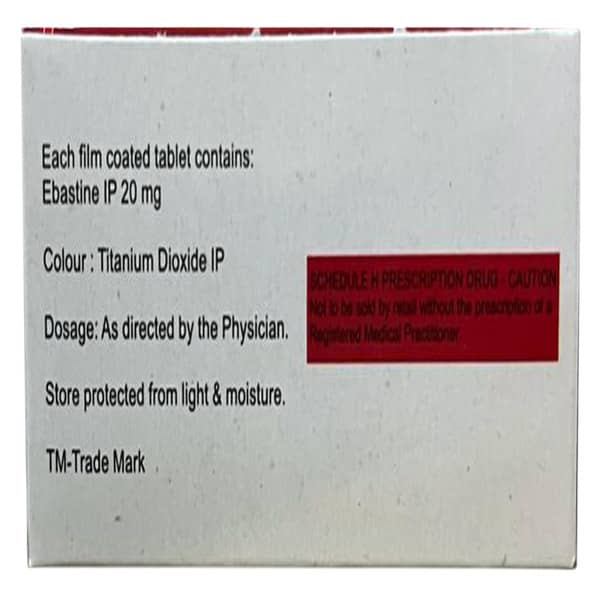 Each film coated tablet contains:
Ebastine IP 20 mg
Colour : Titanium Dioxide IP
Dosage: As directed by the Physician.
Store protected from light & moisture.
TM-Trade Mark
SCHEDULE H PRESCRIPTION DRUG - CAUTION
Not to be sold by retail without the prescription of a
Registered Medical Practitioner